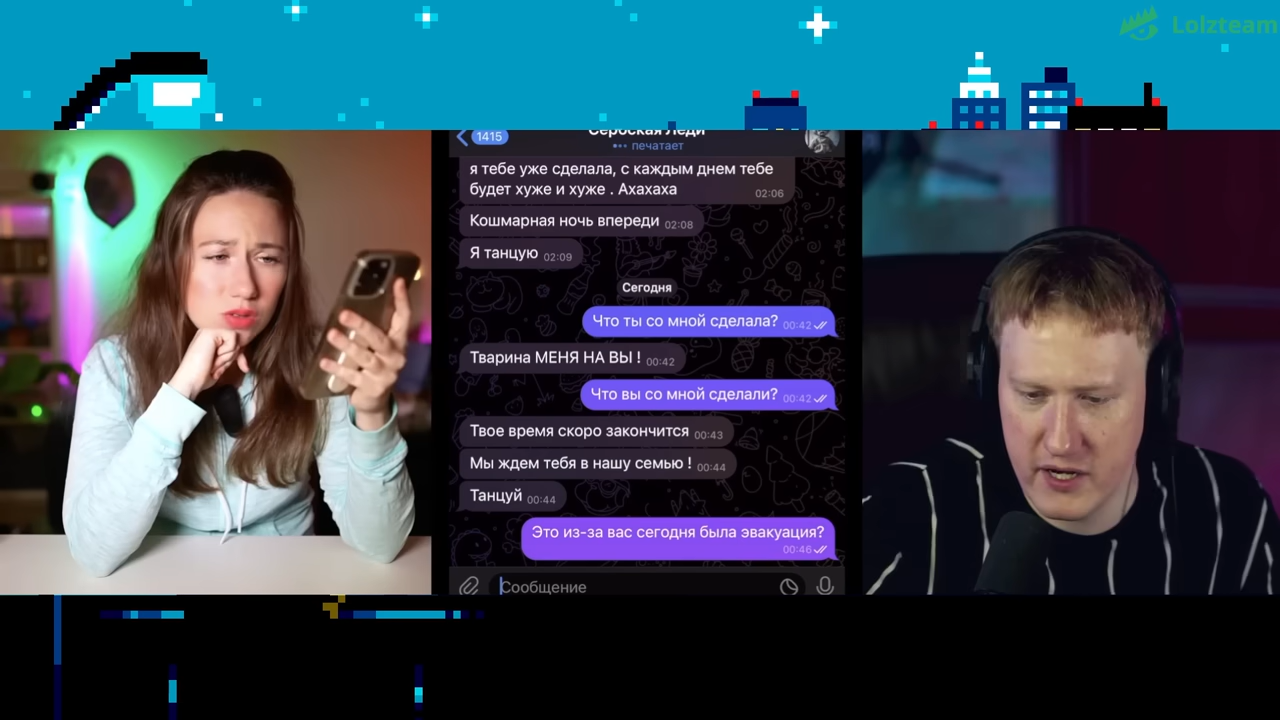 Lolzteam
1415
Сербская Леди
печатает
я тебе уже сделала, с каждым днем тебе
будет хуже и хуже . Ахахаха
02:06
Кошмарная ночь впереди 02:08
Я танцую 02:09
Сегодня
Что ты со мной сделала? 00:42
Тварина МЕНЯ НА ВЫ ! 00:42
Что вы со мной сделали? 00:42
Твое время скоро закончится 00:43
Мы ждем тебя в нашу семью ! 00:44
Танцуй 00:44
Это из-за вас сегодня была эвакуация?
00:46
Сообщение